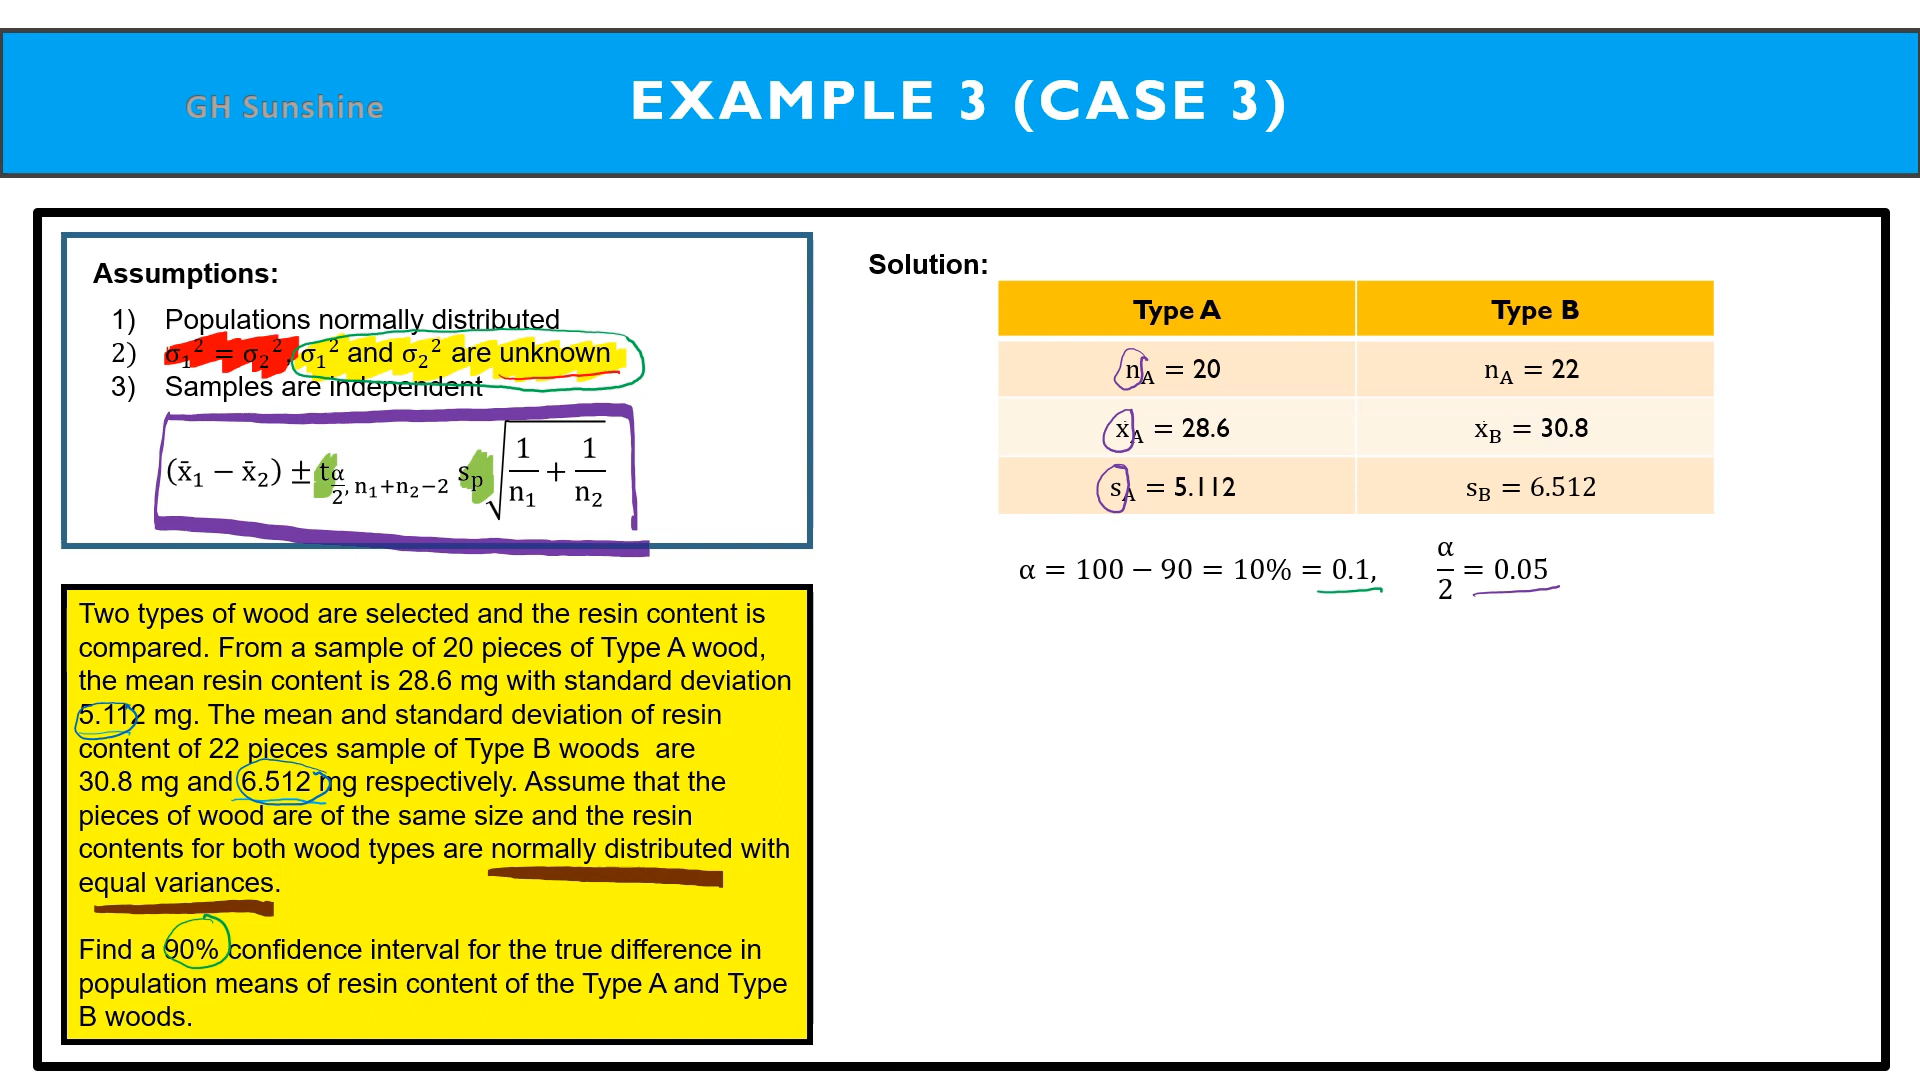 GH Sunshine
EXAMPLE 3 (CASE 3)
Assumptions:
1) Populations normally distributed
2) σ₁² = σ₂², σ₁² and σ₂² are unknown
3) Samples are independent
(x̄₁ − x̄₂) ± t α/2, n₁+n₂−2 sₚ √(1/n₁ + 1/n₂)
Two types of wood are selected and the resin content is
compared. From a sample of 20 pieces of Type A wood,
the mean resin content is 28.6 mg with standard deviation
5.112 mg. The mean and standard deviation of resin
content of 22 pieces sample of Type B woods are
30.8 mg and 6.512 mg respectively. Assume that the
pieces of wood are of the same size and the resin
contents for both wood types are normally distributed with
equal variances.
Find a 90% confidence interval for the true difference in
population means of resin content of the Type A and Type
B woods.
Solution:
Type A Type B
n_A = 20 n_A = 22
x_A = 28.6 x_B = 30.8
s_A = 5.112 s_B = 6.512
α = 100 − 90 = 10% = 0.1, α/2 = 0.05